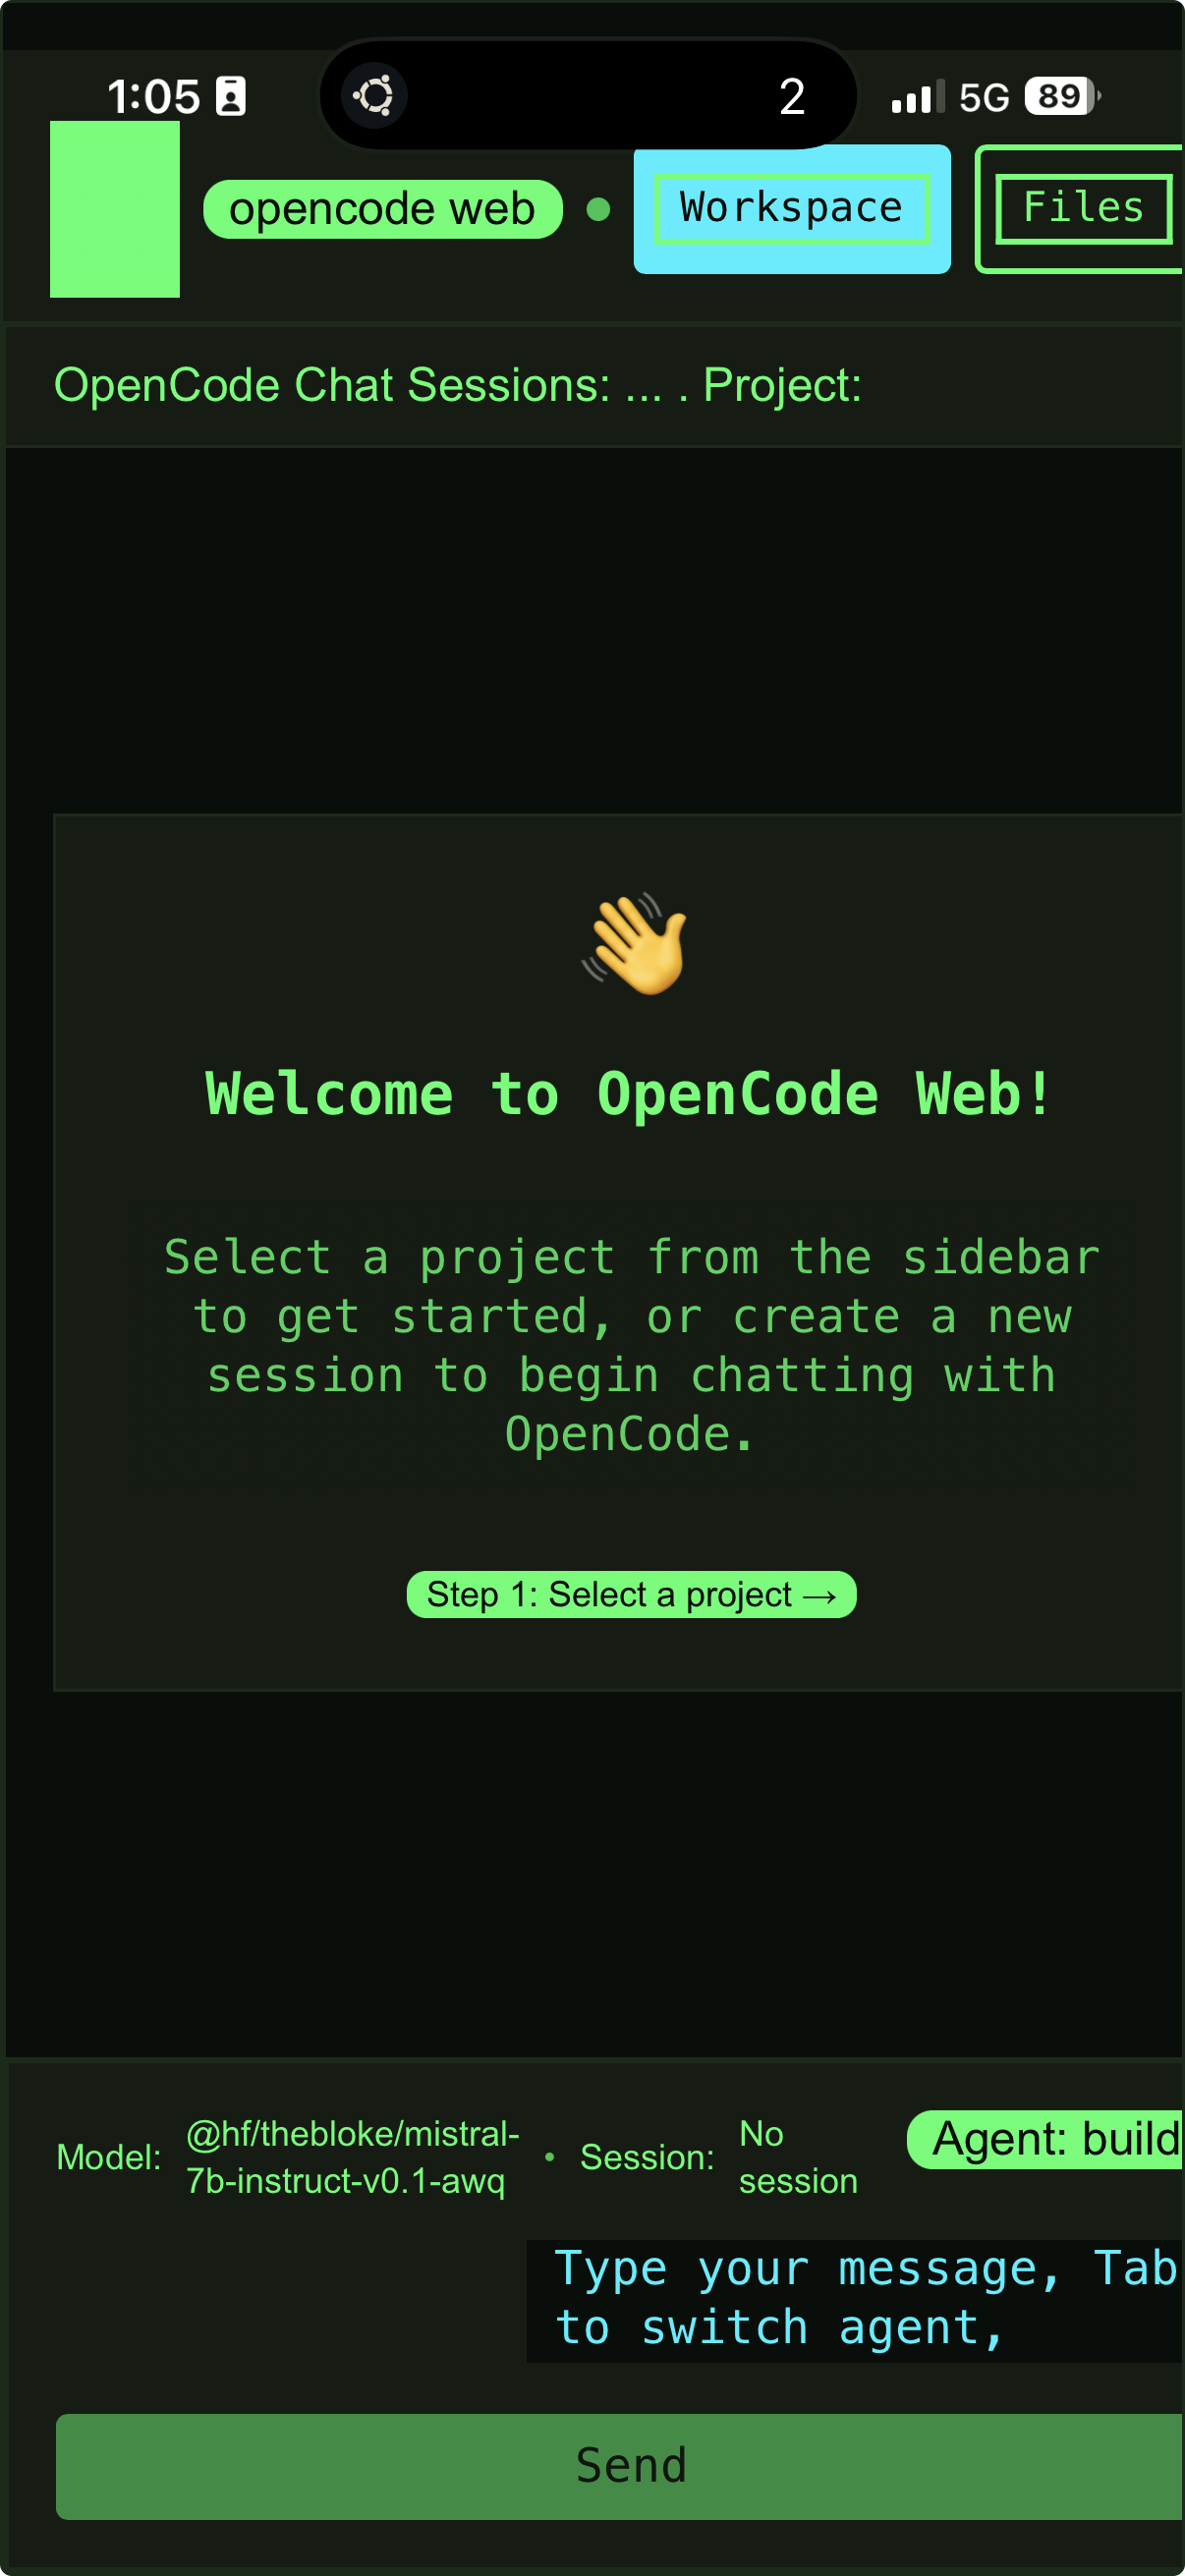 1:05
2
5G
89
opencode web
Workspace
Files
OpenCode Chat Sessions: ... . Project:
👋
Welcome to OpenCode Web!
Select a project from the sidebar
to get started, or create a new
session to begin chatting with
OpenCode.
Step 1: Select a project →
Model:
@hf/thebloke/mistral-
7b-instruct-v0.1-awq
•
Session:
No
session
Agent: build
Type your message, Tab
to switch agent,
Send